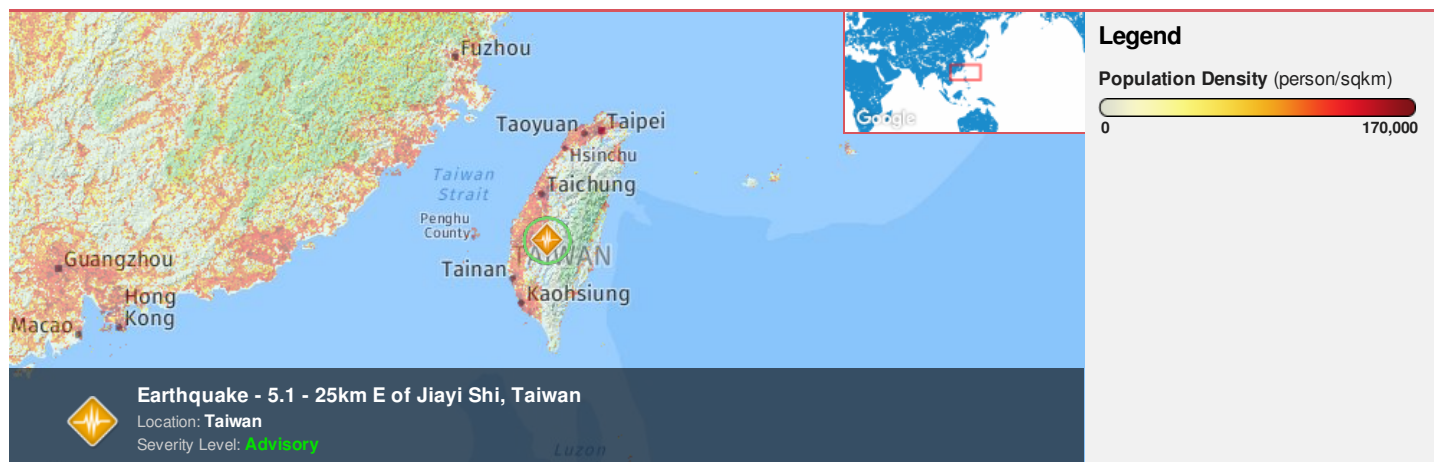 Fuzhou
Taoyuan
Taipei
Hsinchu
Taiwan
Strait
Taichung
Penghu
County
TAIWAN
Guangzhou
Tainan
Hong
Kong
Kaohsiung
Macao
Luzon
Google
Earthquake - 5.1 - 25km E of Jiayi Shi, Taiwan
Location: Taiwan
Severity Level: Advisory
Legend
Population Density (person/sqkm)
0
170,000